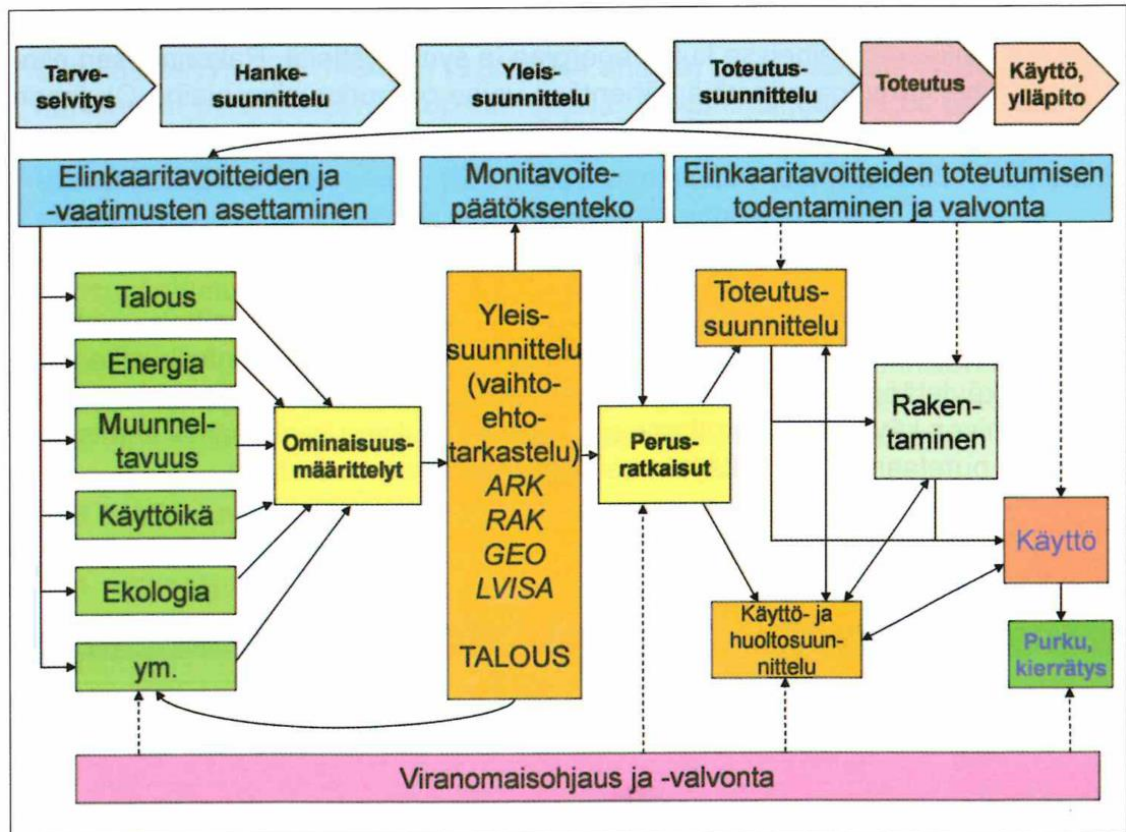 Tarve-
selvitys
Hanke-
suunnittelu
Yleis-
suunnittelu
Toteutus-
suunnittelu
Toteutus
Käyttö,
ylläpito
Elinkaaritavoitteiden ja
-vaatimusten asettaminen
Monitavoite-
päätöksenteko
Elinkaaritavoitteiden toteutumisen
todentaminen ja valvonta
Talous
Energia
Muunnel-
tavuus
Käyttöikä
Ekologia
ym.
Ominaisuus-
määrittelyt
Yleis-
suunnittelu
(vaihto-
ehto-
tarkastelu)
ARK
RAK
GEO
LVISA
TALOUS
Perus-
ratkaisut
Toteutus-
suunnittelu
Raken-
taminen
Käyttö
Käyttö- ja
huoltosuun-
nittelu
Purku,
kierrätys
Viranomaisohjaus ja -valvonta